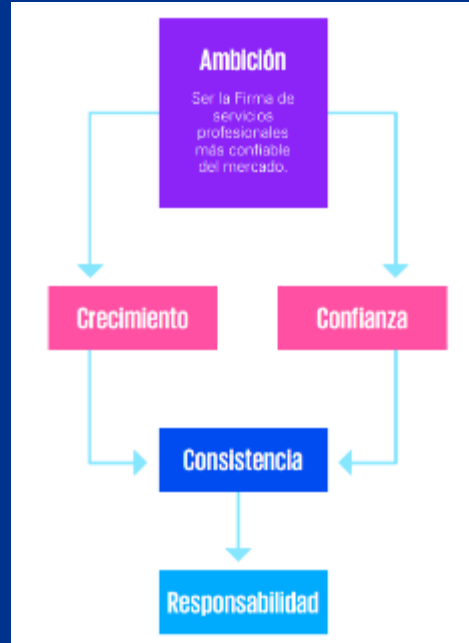 Ambición
Ser la Firma de
servicios
profesionales
más confiable
del mercado.
Crecimiento
Confianza
Consistencia
Responsabilidad